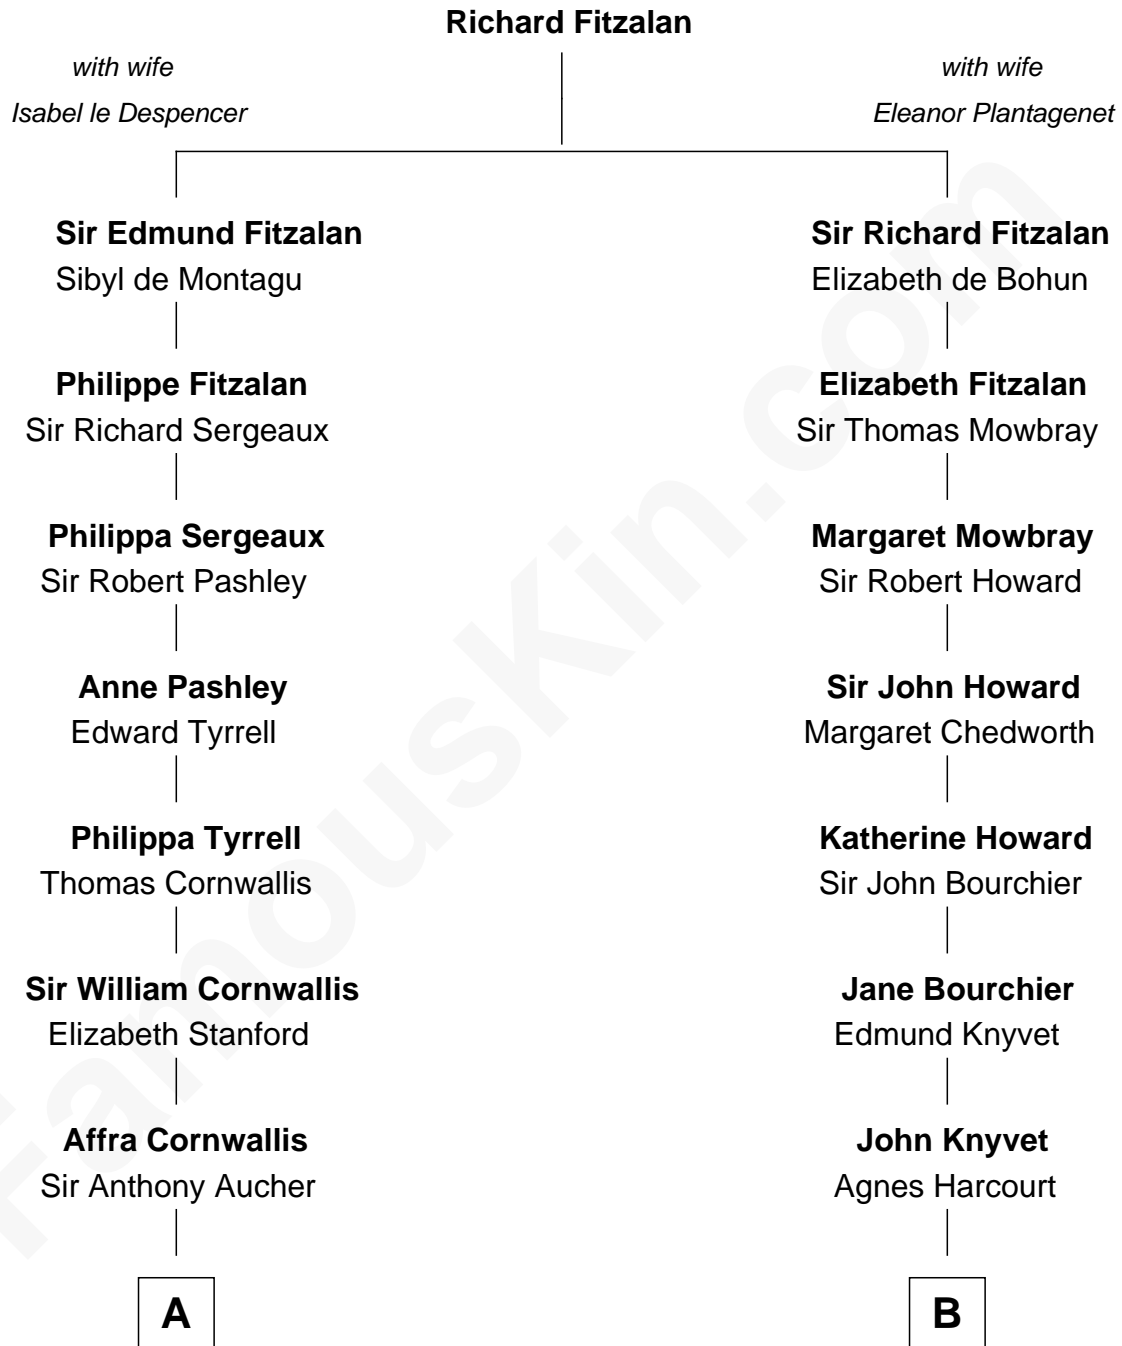 Richard Fitzalan
with wife
Isabel le Despencer
with wife
Eleanor Plantagenet
Sir Edmund Fitzalan
Sibyl de Montagu
Sir Richard Fitzalan
Elizabeth de Bohun
Philippe Fitzalan
Sir Richard Sergeaux
Elizabeth Fitzalan
Sir Thomas Mowbray
Philippa Sergeaux
Sir Robert Pashley
Margaret Mowbray
Sir Robert Howard
Anne Pashley
Edward Tyrrell
Sir John Howard
Margaret Chedworth
Philippa Tyrrell
Thomas Cornwallis
Katherine Howard
Sir John Bourchier
Sir William Cornwallis
Elizabeth Stanford
Jane Bourchier
Edmund Knyvet
Affra Cornwallis
Sir Anthony Aucher
John Knyvet
Agnes Harcourt
A
B
FamousKin.com